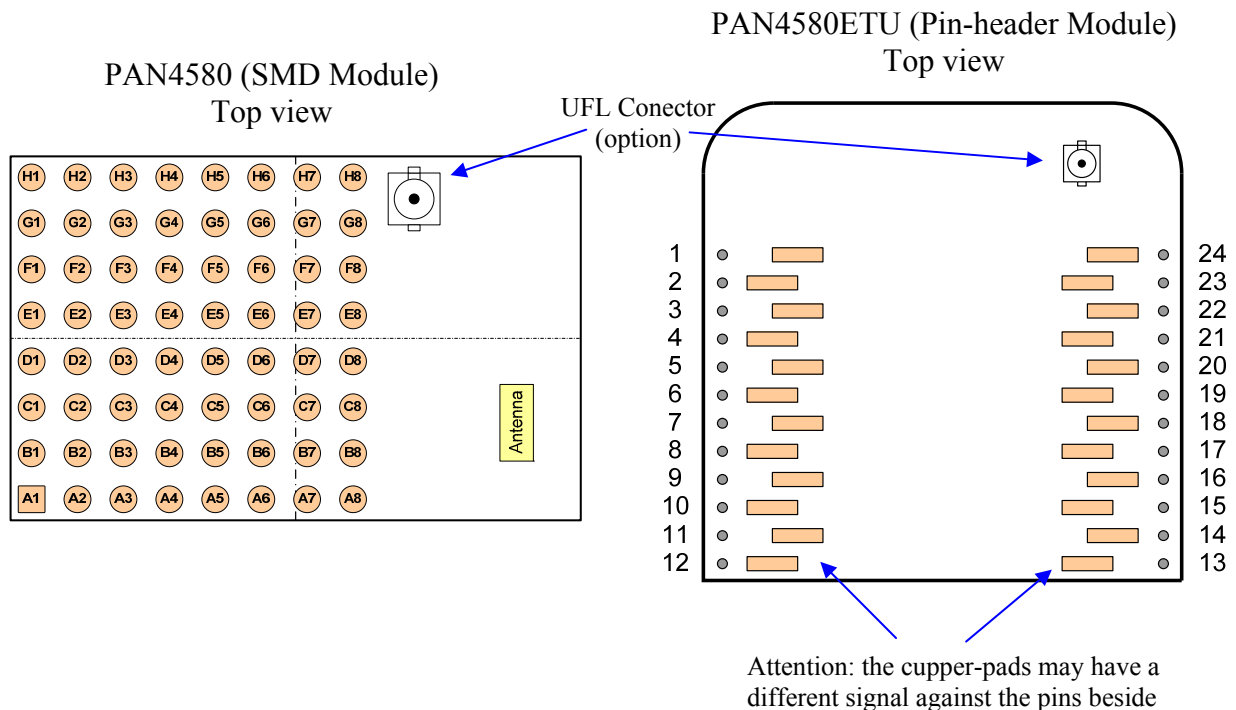 PAN4580ETU (Pin-header Module)
Top view
PAN4580 (SMD Module)
Top view
UFL Conector
(option)
H1 H2 H3 H4 H5 H6 H7 H8
G1 G2 G3 G4 G5 G6 G7 G8
F1 F2 F3 F4 F5 F6 F7 F8
E1 E2 E3 E4 E5 E6 E7 E8
D1 D2 D3 D4 D5 D6 D7 D8
C1 C2 C3 C4 C5 C6 C7 C8
B1 B2 B3 B4 B5 B6 B7 B8
A1 A2 A3 A4 A5 A6 A7 A8
Antenna
1 24
2 23
3 22
4 21
5 20
6 19
7 18
8 17
9 16
10 15
11 14
12 13
Attention: the cupper-pads may have a
different signal against the pins beside